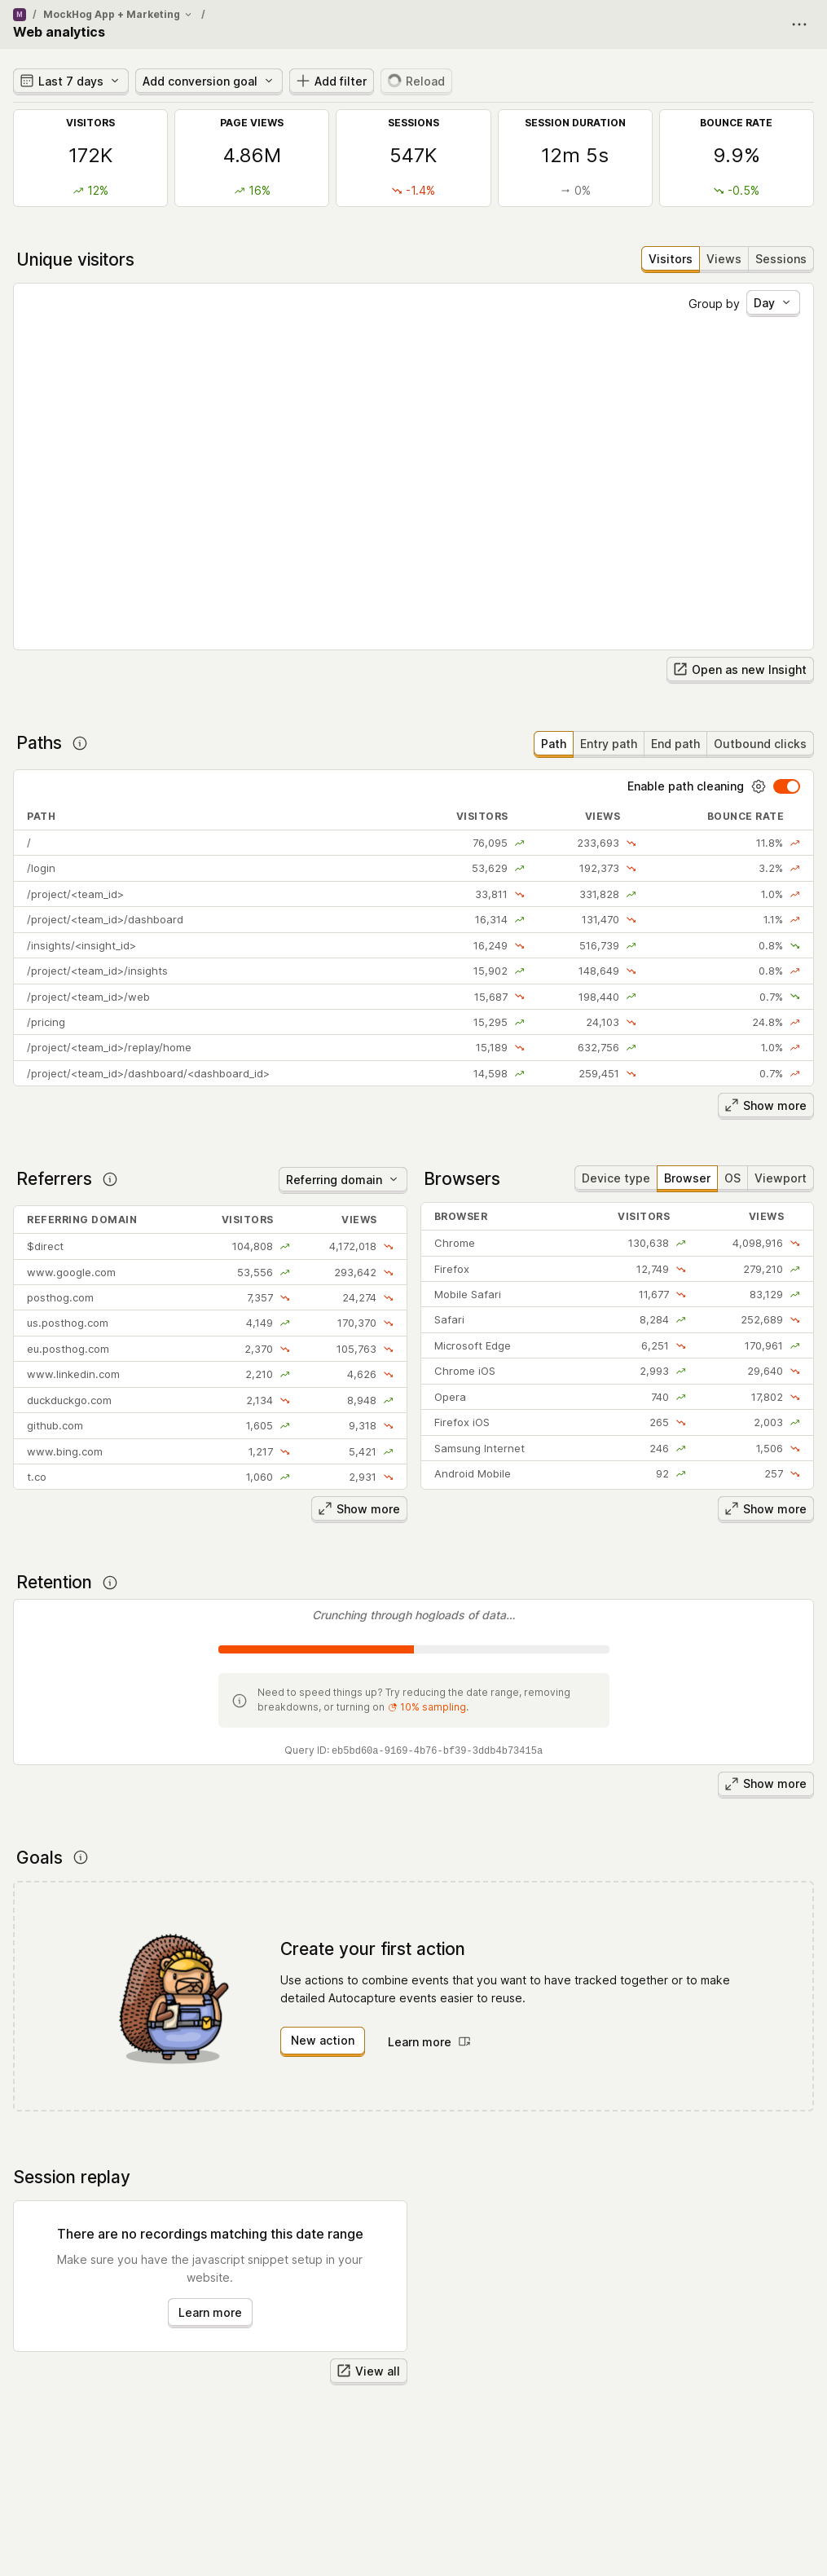 M / MockHog App + Marketing /
Web analytics
Last 7 days Add conversion goal Add filter Reload
VISITORS PAGE VIEWS SESSIONS SESSION DURATION BOUNCE RATE
172K 4.86M 547K 12m 5s 9.9%
12% 16% -1.4% 0% -0.5%
Unique visitors Visitors Views Sessions
Group by Day
Open as new Insight
Paths Path Entry path End path Outbound clicks
Enable path cleaning
PATH VISITORS VIEWS BOUNCE RATE
/ 76,095 233,693 11.8%
/login 53,629 192,373 3.2%
/project/<team_id> 33,811 331,828 1.0%
/project/<team_id>/dashboard 16,314 131,470 1.1%
/insights/<insight_id> 16,249 516,739 0.8%
/project/<team_id>/insights 15,902 148,649 0.8%
/project/<team_id>/web 15,687 198,440 0.7%
/pricing 15,295 24,103 24.8%
/project/<team_id>/replay/home 15,189 632,756 1.0%
/project/<team_id>/dashboard/<dashboard_id> 14,598 259,451 0.7%
Show more
Referrers Referring domain
REFERRING DOMAIN VISITORS VIEWS
$direct 104,808 4,172,018
www.google.com 53,556 293,642
posthog.com 7,357 24,274
us.posthog.com 4,149 170,370
eu.posthog.com 2,370 105,763
www.linkedin.com 2,210 4,626
duckduckgo.com 2,134 8,948
github.com 1,605 9,318
www.bing.com 1,217 5,421
t.co 1,060 2,931
Show more
Browsers Device type Browser OS Viewport
BROWSER VISITORS VIEWS
Chrome 130,638 4,098,916
Firefox 12,749 279,210
Mobile Safari 11,677 83,129
Safari 8,284 252,689
Microsoft Edge 6,251 170,961
Chrome iOS 2,993 29,640
Opera 740 17,802
Firefox iOS 265 2,003
Samsung Internet 246 1,506
Android Mobile 92 257
Show more
Retention
Crunching through hogloads of data...
Need to speed things up? Try reducing the date range, removing
breakdowns, or turning on 10% sampling.
Query ID: eb5bd60a-9169-4b76-bf39-3ddb4b73415a
Show more
Goals
Create your first action
Use actions to combine events that you want to have tracked together or to make
detailed Autocapture events easier to reuse.
New action Learn more
Session replay
There are no recordings matching this date range
Make sure you have the javascript snippet setup in your
website.
Learn more
View all